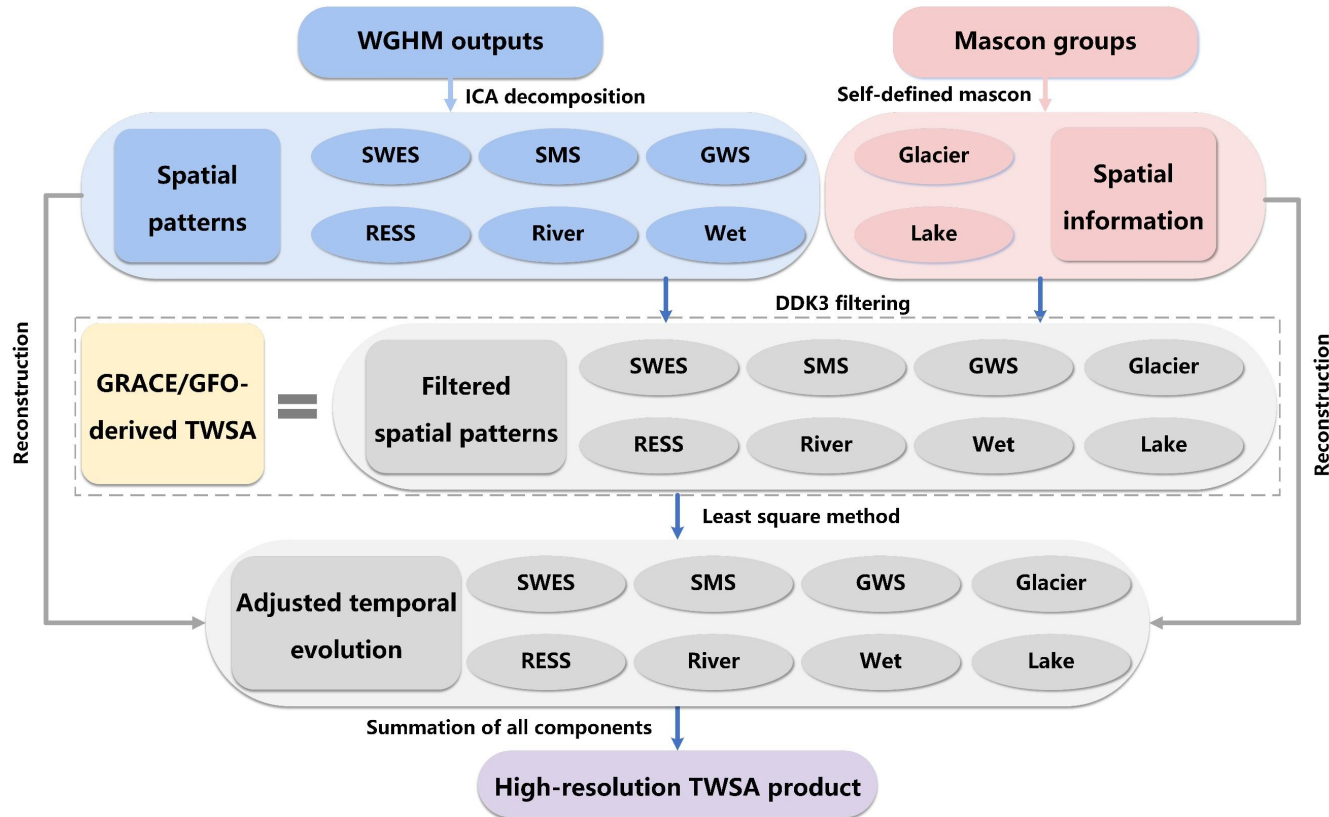 WGHM outputs
Mascon groups
ICA decomposition
Self-defined mascon
Spatial
patterns
SWES
SMS
GWS
RESS
River
Wet
Glacier
Lake
Spatial
information
DDK3 filtering
Reconstruction
GRACE/GFO-
derived TWSA
=
Filtered
spatial patterns
SWES
SMS
GWS
Glacier
RESS
River
Wet
Lake
Reconstruction
Least square method
Adjusted temporal
evolution
SWES
SMS
GWS
Glacier
RESS
River
Wet
Lake
Summation of all components
High-resolution TWSA product